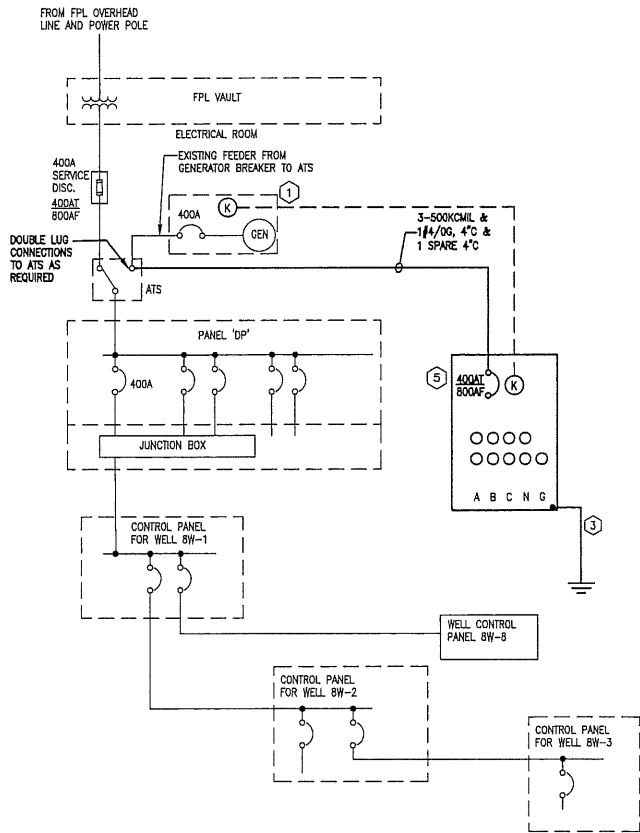 FROM FPL OVERHEAD
LINE AND POWER POLE
FPL VAULT
ELECTRICAL ROOM
EXISTING FEEDER FROM
GENERATOR BREAKER TO ATS
400A
SERVICE
DISC.
400AT
800AF
K
1
400A
GEN
3-500KCMIL &
1#4/0G, 4"C &
1 SPARE 4"C
DOUBLE LUG
CONNECTIONS
TO ATS AS
REQUIRED
ATS
PANEL 'DP'
400A
5
400AT
800AF
K
JUNCTION BOX
A B C N G
3
CONTROL PANEL
FOR WELL 8W-1
WELL CONTROL
PANEL 8W-8
CONTROL PANEL
FOR WELL 8W-2
CONTROL PANEL
FOR WELL 8W-3